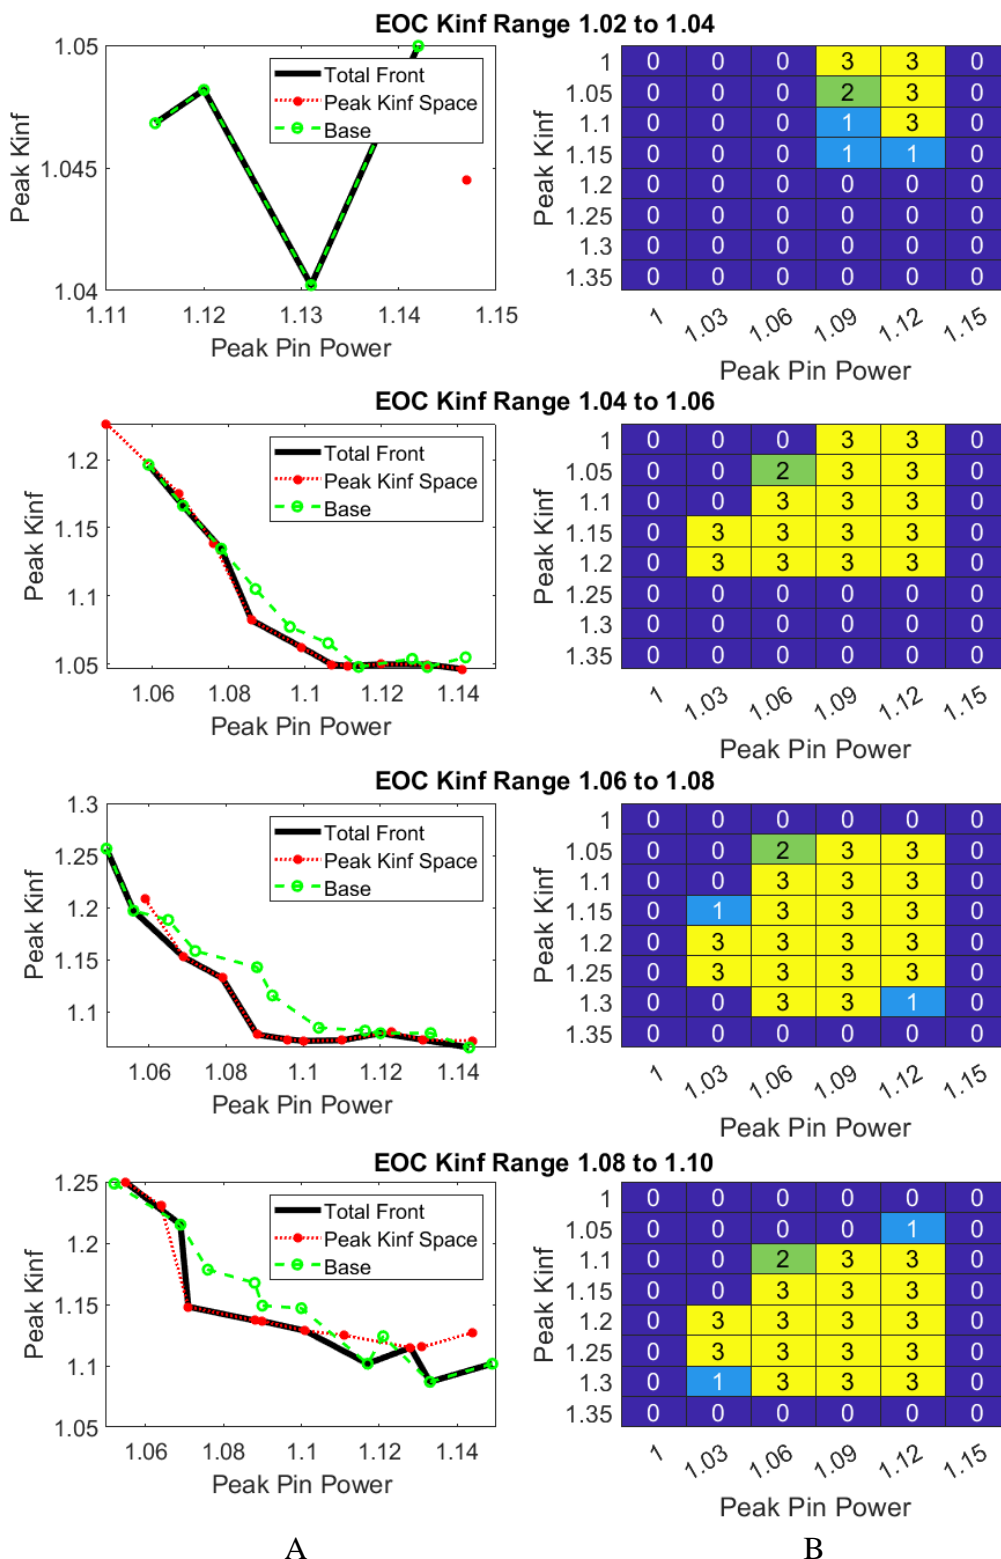 EOC Kinf Range 1.02 to 1.04
Peak Kinf
1.05
1.045
1.04
Total Front
Peak Kinf Space
Base
1.11 1.12 1.13 1.14 1.15
Peak Pin Power
Peak Kinf
1 0 0 0 3 3 0
1.05 0 0 0 2 3 0
1.1 0 0 0 1 3 0
1.15 0 0 0 1 1 0
1.2 0 0 0 0 0 0
1.25 0 0 0 0 0 0
1.3 0 0 0 0 0 0
1.35 0 0 0 0 0 0
1 1.03 1.06 1.09 1.12 1.15
Peak Pin Power
EOC Kinf Range 1.04 to 1.06
Peak Kinf
1.2
1.15
1.1
1.05
Total Front
Peak Kinf Space
Base
1.06 1.08 1.1 1.12 1.14
Peak Pin Power
Peak Kinf
1 0 0 0 3 3 0
1.05 0 0 2 3 3 0
1.1 0 0 3 3 3 0
1.15 0 3 3 3 3 0
1.2 0 3 3 3 3 0
1.25 0 0 0 0 0 0
1.3 0 0 0 0 0 0
1.35 0 0 0 0 0 0
1 1.03 1.06 1.09 1.12 1.15
Peak Pin Power
EOC Kinf Range 1.06 to 1.08
Peak Kinf
1.3
1.25
1.2
1.15
1.1
Total Front
Peak Kinf Space
Base
1.06 1.08 1.1 1.12 1.14
Peak Pin Power
Peak Kinf
1 0 0 0 0 0 0
1.05 0 0 2 3 3 0
1.1 0 0 3 3 3 0
1.15 0 1 3 3 3 0
1.2 0 3 3 3 3 0
1.25 0 3 3 3 3 0
1.3 0 0 3 3 1 0
1.35 0 0 0 0 0 0
1 1.03 1.06 1.09 1.12 1.15
Peak Pin Power
EOC Kinf Range 1.08 to 1.10
Peak Kinf
1.25
1.2
1.15
1.1
1.05
Total Front
Peak Kinf Space
Base
1.06 1.08 1.1 1.12 1.14
Peak Pin Power
Peak Kinf
1 0 0 0 0 0 0
1.05 0 0 0 0 1 0
1.1 0 0 2 3 3 0
1.15 0 0 3 3 3 0
1.2 0 3 3 3 3 0
1.25 0 3 3 3 3 0
1.3 0 1 3 3 3 0
1.35 0 0 0 0 0 0
1 1.03 1.06 1.09 1.12 1.15
Peak Pin Power
A B